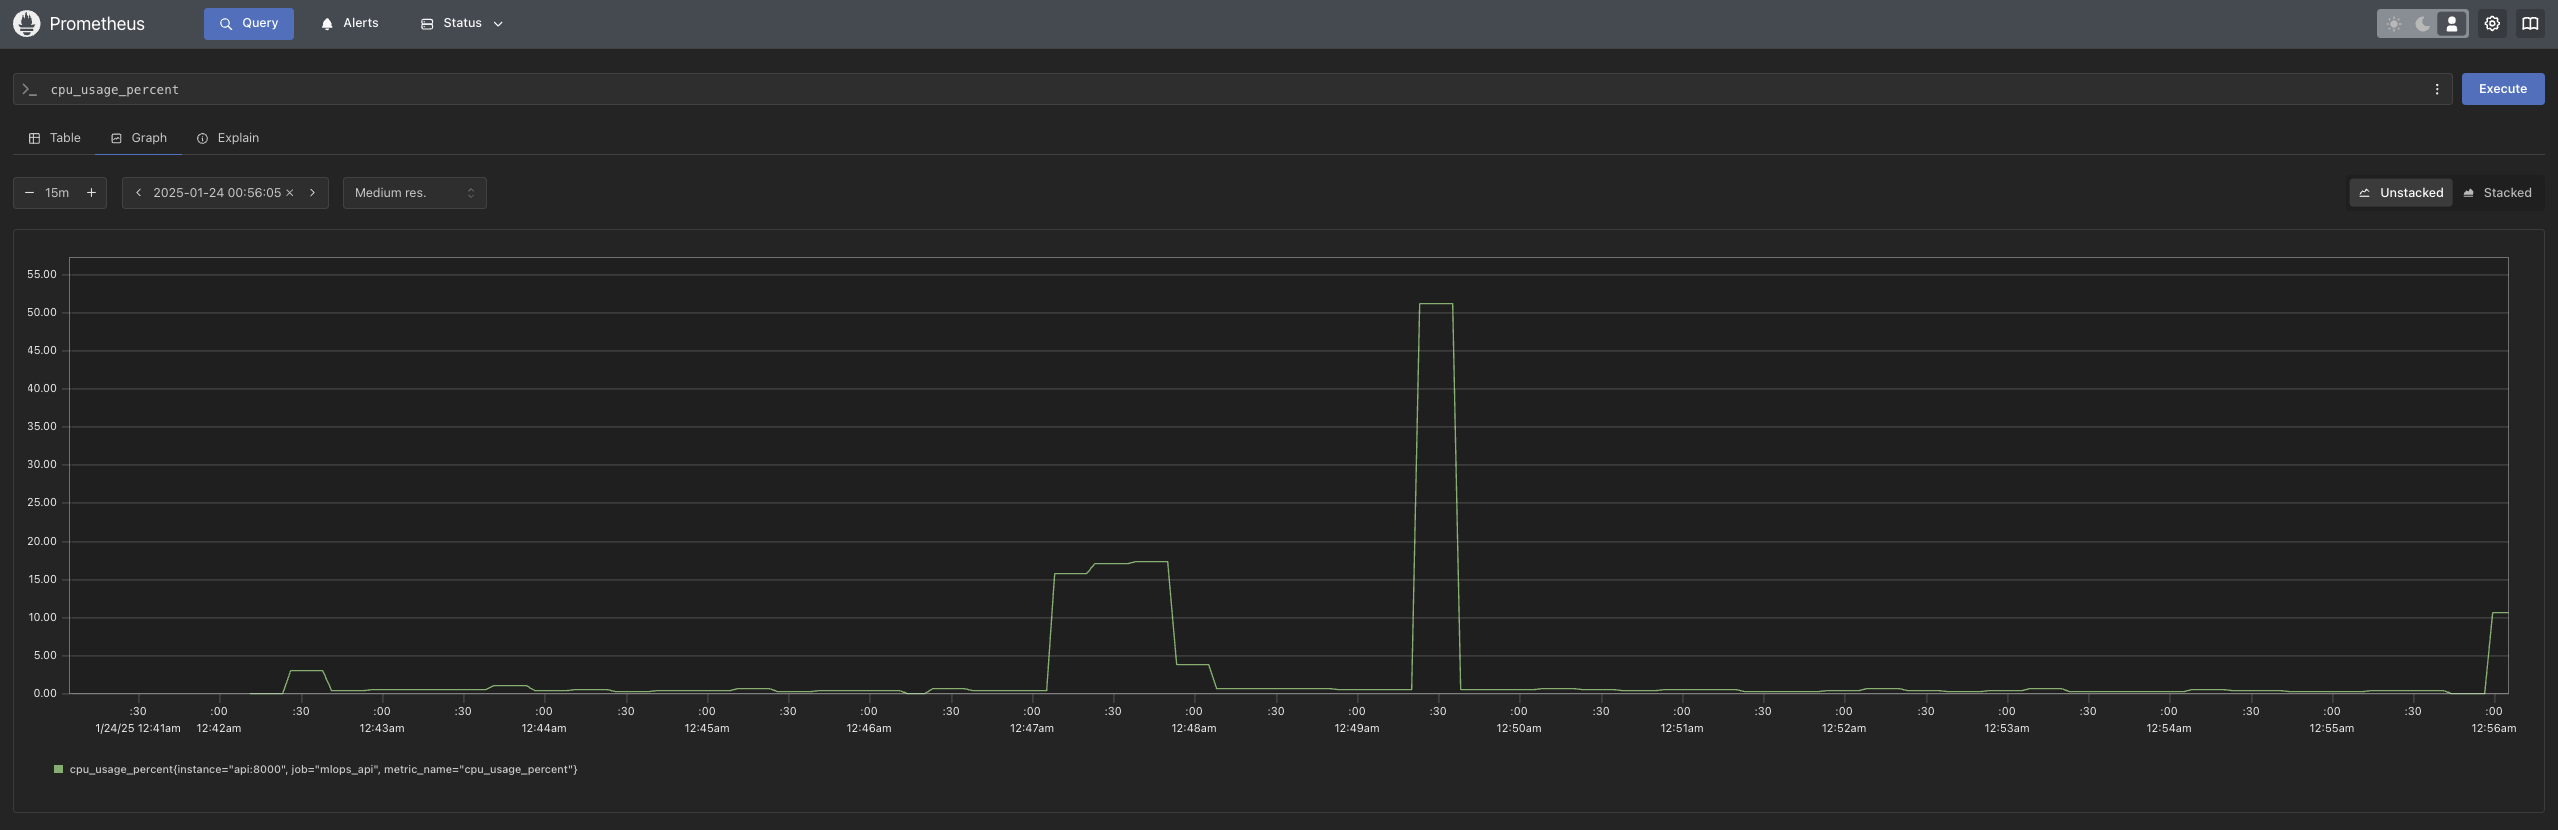 Prometheus Query Alerts Status
>_ cpu_usage_percent Execute
Table Graph Explain
− 15m + 2025-01-24 00:56:05 × Medium res. Unstacked Stacked
55.00
50.00
45.00
40.00
35.00
30.00
25.00
20.00
15.00
10.00
5.00
0.00
:30 :00 :30 :00 :30 :00 :30 :00 :30 :00 :30 :00 :30 :00 :30 :00 :30 :00 :30 :00 :30 :00 :30 :00 :30 :00 :30 :00 :30 :00
1/24/25 12:41am 12:42am 12:43am 12:44am 12:45am 12:46am 12:47am 12:48am 12:49am 12:50am 12:51am 12:52am 12:53am 12:54am 12:55am 12:56am
cpu_usage_percent{instance="api:8000", job="mlops_api", metric_name="cpu_usage_percent"}